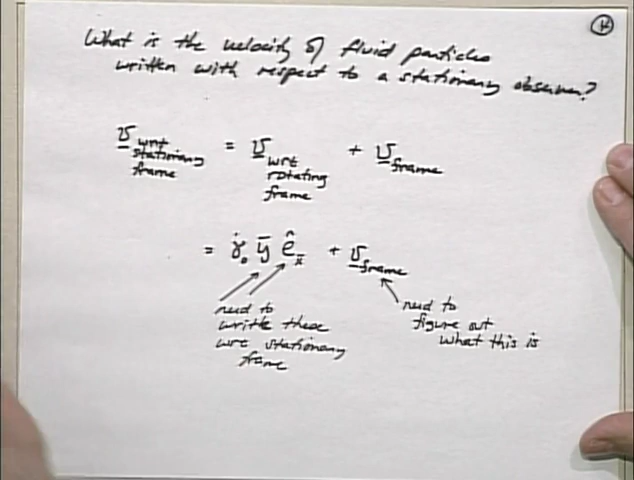 K
What is the velocity of fluid particles
written with respect to a stationary observer?
v wrt stationary frame = v wrt rotating frame + v frame
= γ̇₀ ȳ ê_x̄ + v frame
need to write these wrt stationary frame
need to figure out what this is